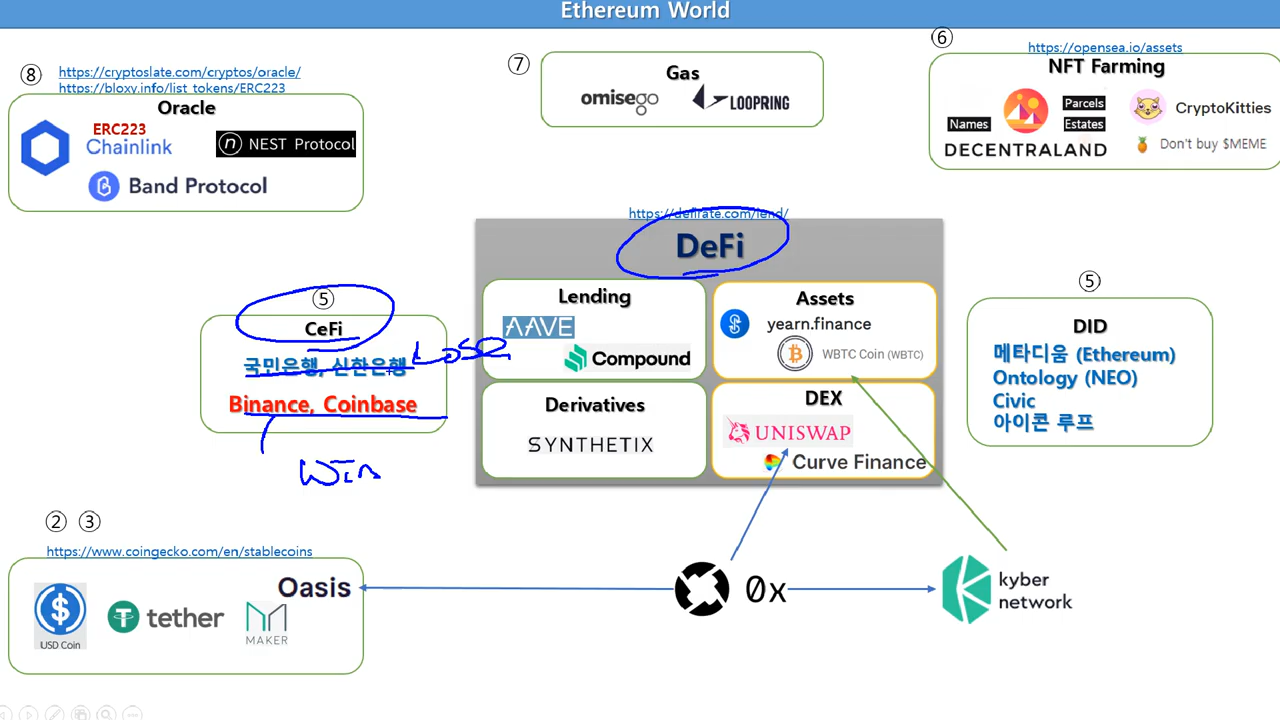 Ethereum World
⑧
https://cryptoslate.com/cryptos/oracle/
https://bloxy.info/list_tokens/ERC223
Oracle
ERC223
Chainlink
n NEST Protocol
Band Protocol
⑦
Gas
omisego
LOOPRING
⑥
https://opensea.io/assets
NFT Farming
Names
Parcels
Estates
DECENTRALAND
CryptoKitties
Don't buy $MEME
https://defirate.com/lend/
DeFi
Lending
AAVE
Compound
Assets
yearn.finance
WBTC Coin (WBTC)
Derivatives
SYNTHETIX
DEX
UNISWAP
Curve Finance
⑤
CeFi
국민은행, 신한은행
Lose
Binance, Coinbase
Win
⑤
DID
메타디움 (Ethereum)
Ontology (NEO)
Civic
아이콘 루프
② ③
https://www.coingecko.com/en/stablecoins
USD Coin
tether
MAKER
Oasis
0x
kyber
network